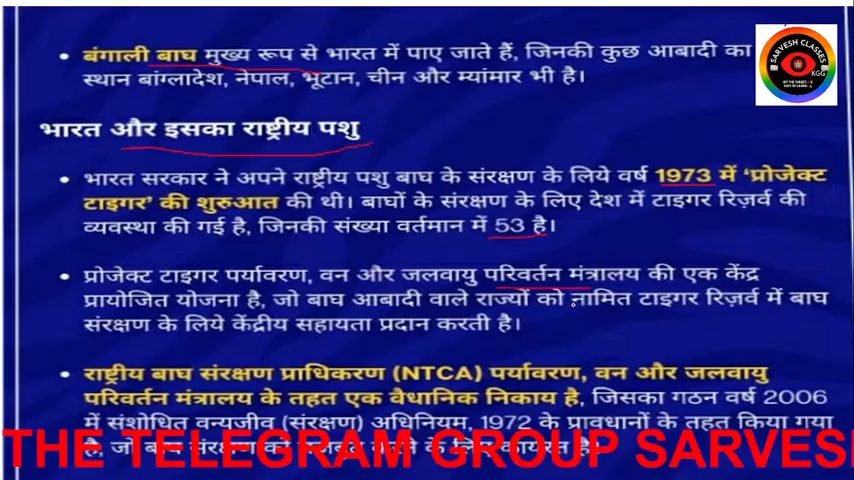 बंगाली बाघ मुख्य रूप से भारत में पाए जाते हैं, जिनकी कुछ आबादी का
स्थान बांग्लादेश, नेपाल, भूटान, चीन और म्यांमार भी है।
SARVESH CLASSES
KGG
भारत और इसका राष्ट्रीय पशु
भारत सरकार ने अपने राष्ट्रीय पशु बाघ के संरक्षण के लिये वर्ष 1973 में 'प्रोजेक्ट
टाइगर' की शुरुआत की थी। बाघों के संरक्षण के लिए देश में टाइगर रिज़र्व की
व्यवस्था की गई है, जिनकी संख्या वर्तमान में 53 है।
प्रोजेक्ट टाइगर पर्यावरण, वन और जलवायु परिवर्तन मंत्रालय की एक केंद्र
प्रायोजित योजना है, जो बाघ आबादी वाले राज्यों को नामित टाइगर रिज़र्व में बाघ
संरक्षण के लिये केंद्रीय सहायता प्रदान करती है।
राष्ट्रीय बाघ संरक्षण प्राधिकरण (NTCA) पर्यावरण, वन और जलवायु
परिवर्तन मंत्रालय के तहत एक वैधानिक निकाय है, जिसका गठन वर्ष 2006
में संशोधित वन्यजीव (संरक्षण) अधिनियम, 1972 के प्रावधानों के तहत किया गया
THE TELEGRAM GROUP SARVES